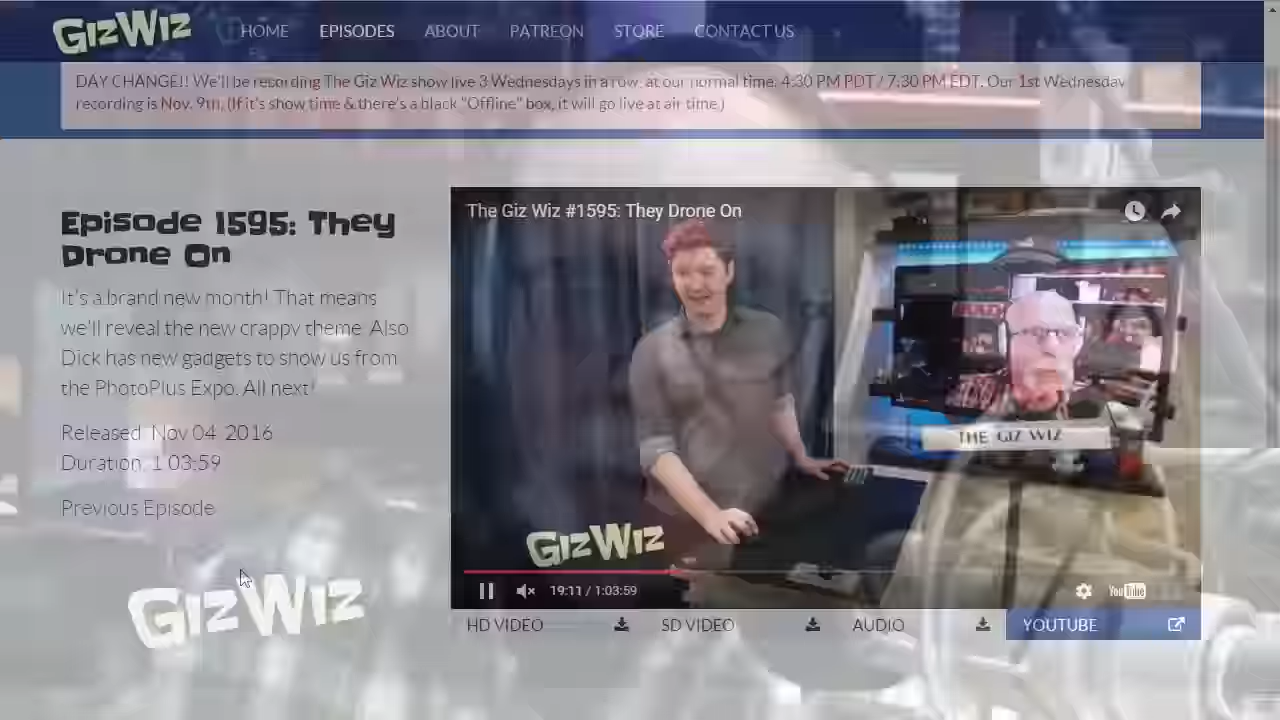 GizWiz
HOME EPISODES ABOUT PATREON STORE CONTACT US
DAY CHANGE!! We'll be recording The Giz Wiz show live 3 Wednesdays in a row, at our normal time: 4:30 PM PDT / 7:30 PM EDT. Our 1st Wednesday
recording is Nov. 9th. (If it's show time & there's a black "Offline" box, it will go live at air time.)
Episode 1595: They
Drone On
It's a brand new month! That means
we'll reveal the new crappy theme. Also
Dick has new gadgets to show us from
the PhotoPlus Expo. All next!
Released: Nov 04 2016
Duration: 1:03:59
Previous Episode
The Giz Wiz #1595: They Drone On
THE GIZ WIZ
GizWiz
19:11 / 1:03:59
YouTube
HD VIDEO SD VIDEO AUDIO YOUTUBE
GizWiz